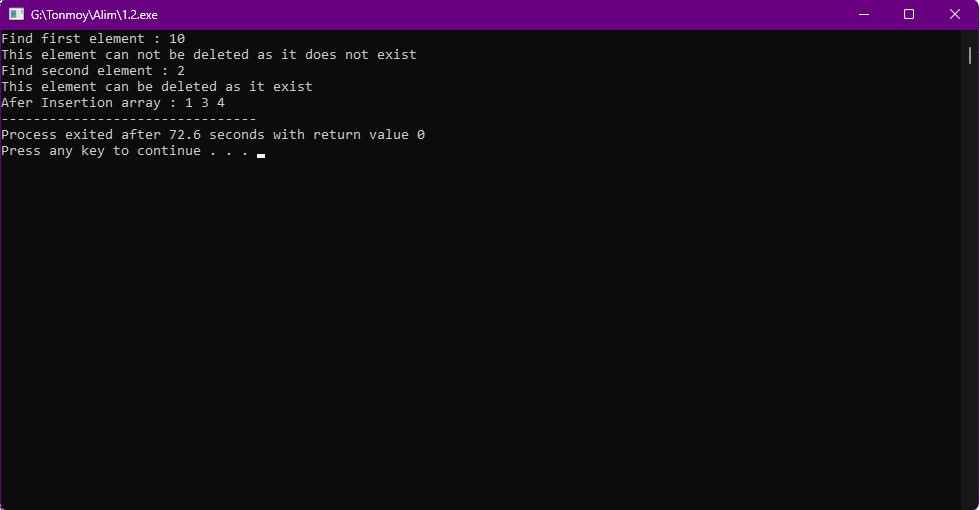 G:\Tonmoy\Alim\1.2.exe
Find first element : 10
This element can not be deleted as it does not exist
Find second element : 2
This element can be deleted as it exist
Afer Insertion array : 1 3 4
--------------------------------
Process exited after 72.6 seconds with return value 0
Press any key to continue . . .